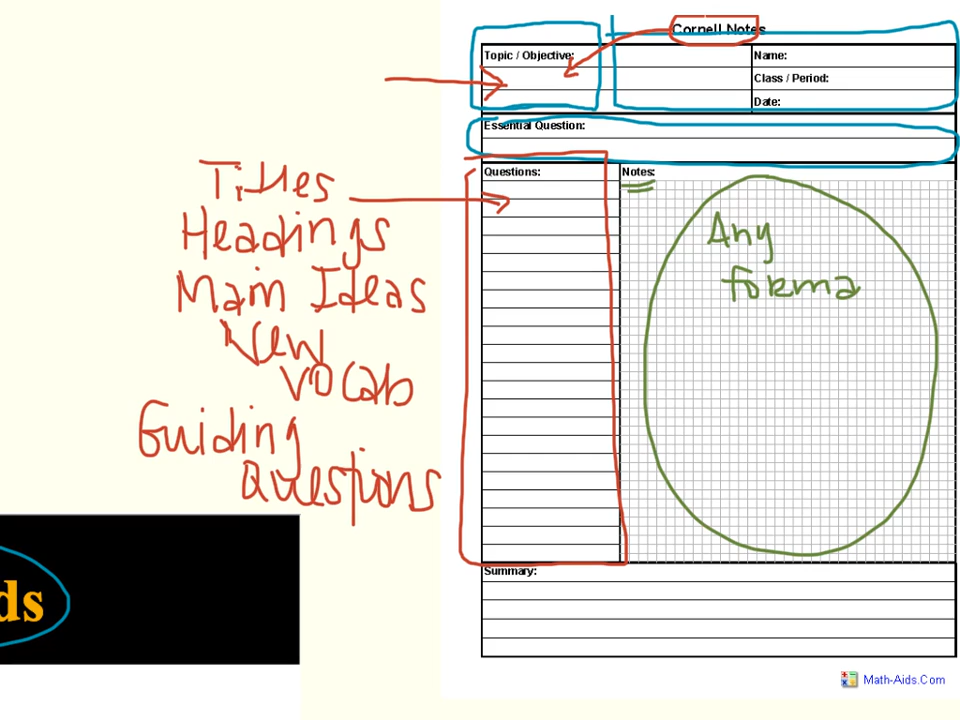 Cornell Notes
Topic / Objective:
Name:
Class / Period:
Date:
Essential Question:
Questions:
Notes:
Titles
Headings
Main Ideas
New
Vocab
Guiding
Questions
Any
forma
ds
Summary:
Math-Aids.Com